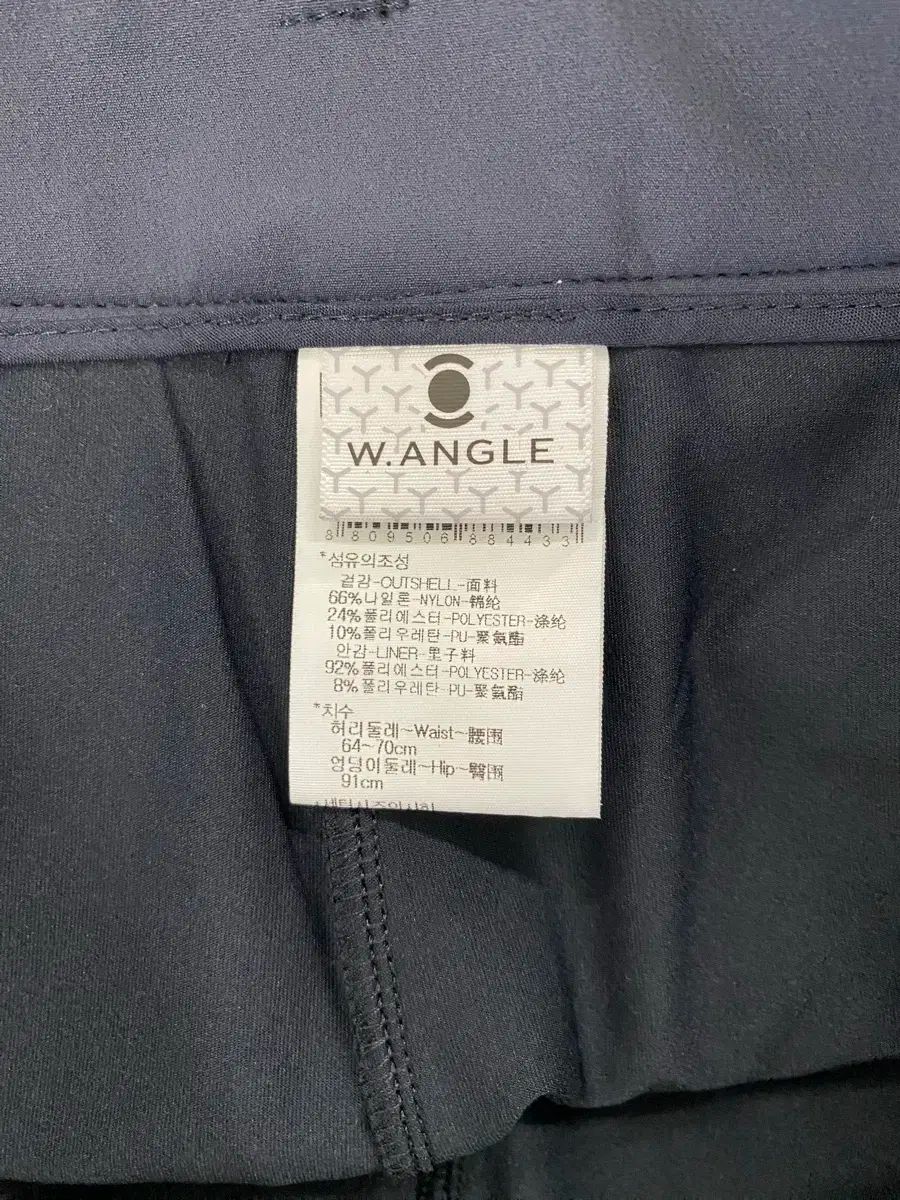 W.ANGLE
8 809506 884433
*섬유의조성
겉감-OUTSHELL-面料
66%나일론-NYLON-锦纶
24%폴리에스터-POLYESTER-涤纶
10%폴리우레탄-PU-聚氨酯
안감-LINER-里子料
92%폴리에스터-POLYESTER-涤纶
8%폴리우레탄-PU-聚氨酯
*치수
허리둘레~Waist~腰围
64~70cm
엉덩이둘레~Hip~臀围
91cm